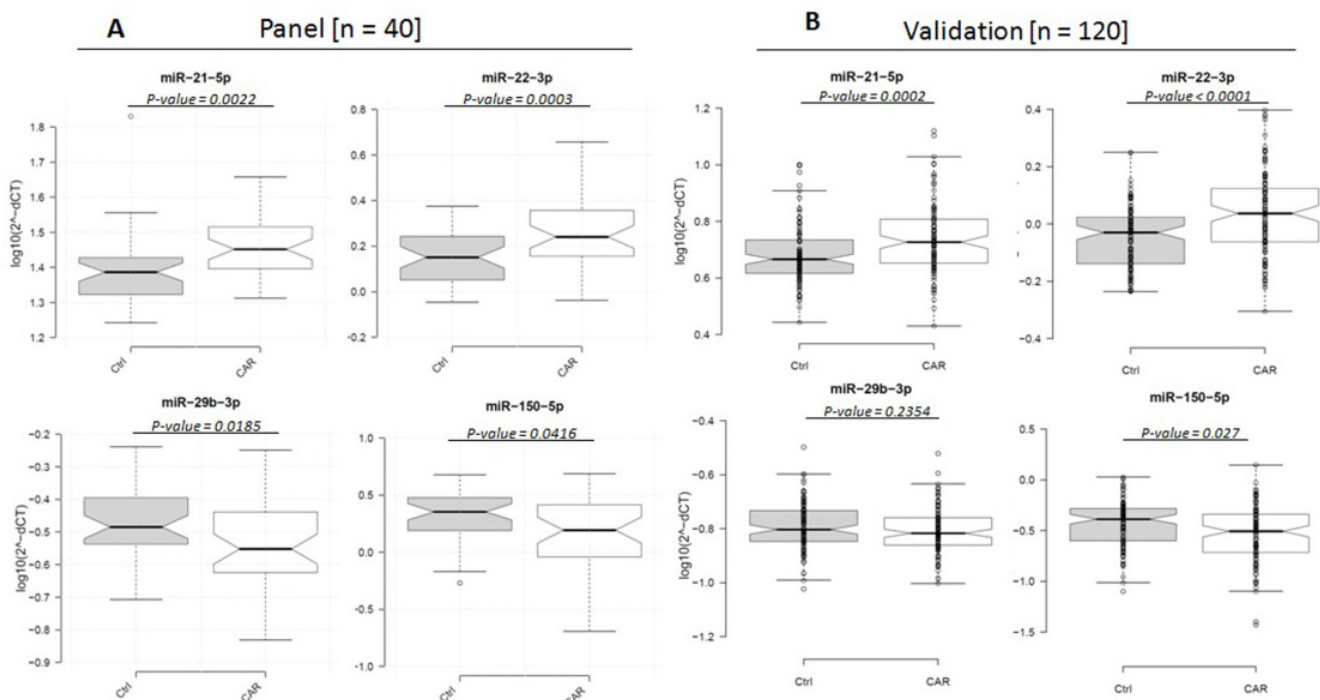 A
Panel [n = 40]
miR−21−5p
P-value = 0.0022
log10(2^−dCT)
1.8
1.7
1.6
1.5
1.4
1.3
1.2
Ctrl
CAR
miR−22−3p
P-value = 0.0003
0.8
0.6
0.4
0.2
0.0
−0.2
Ctrl
CAR
miR−29b−3p
P-value = 0.0185
log10(2^−dCT)
−0.2
−0.3
−0.4
−0.5
−0.6
−0.7
−0.8
−0.9
Ctrl
CAR
miR−150−5p
P-value = 0.0416
1.0
0.5
0.0
-0.5
-1.0
Ctrl
CAR
B
Validation [n = 120]
miR−21−5p
P-value = 0.0002
log10(2^−dCT)
1.2
1.0
0.8
0.6
0.4
Ctrl
CAR
miR−22−3p
P-value < 0.0001
0.4
0.2
0.0
−0.2
−0.4
Ctrl
CAR
miR−29b−3p
P-value = 0.2354
log10(2^−dCT)
−0.4
−0.6
−0.8
−1.0
−1.2
Ctrl
CAR
miR−150−5p
P-value = 0.027
0.5
0.0
−0.5
−1.0
−1.5
Ctrl
CAR